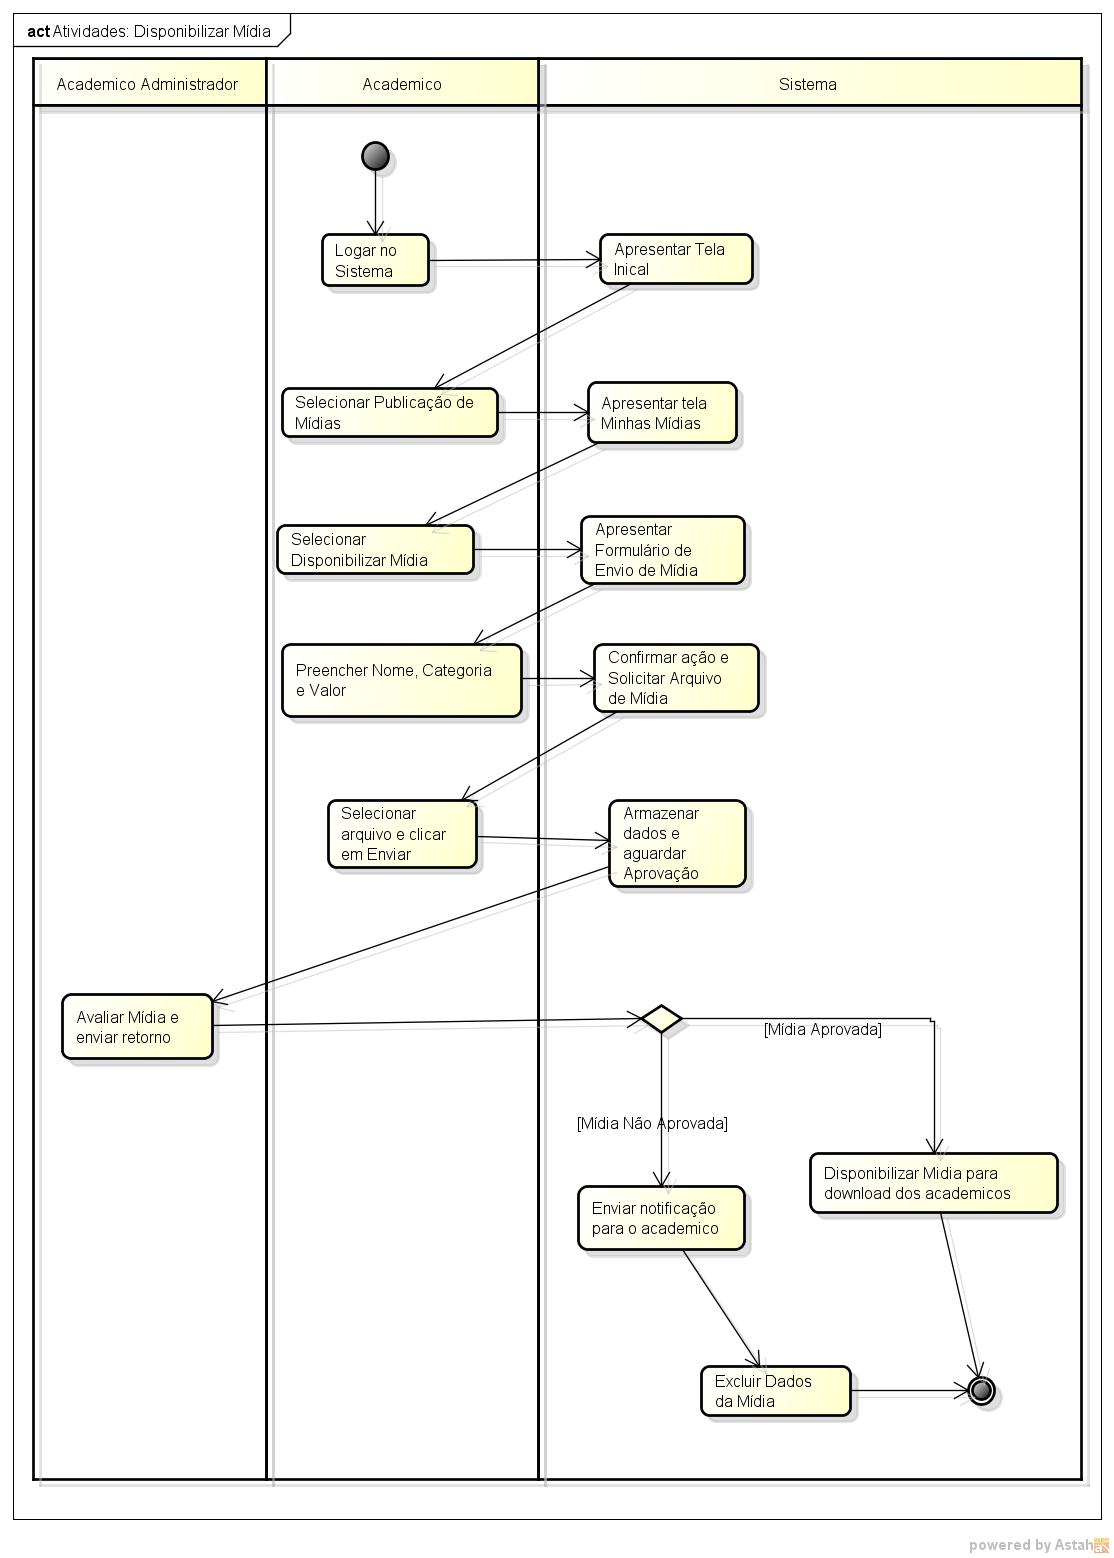 act Atividades: Disponibilizar Mídia
Academico Administrador
Academico
Sistema
Logar no
Sistema
Apresentar Tela
Inical
Selecionar Publicação de
Mídias
Apresentar tela
Minhas Mídias
Selecionar
Disponibilizar Mídia
Apresentar
Formulário de
Envio de Mídia
Preencher Nome, Categoria
e Valor
Confirmar ação e
Solicitar Arquivo
de Mídia
Selecionar
arquivo e clicar
em Enviar
Armazenar
dados e
aguardar
Aprovação
Avaliar Mídia e
enviar retorno
[Mídia Aprovada]
[Mídia Não Aprovada]
Disponibilizar Midia para
download dos academicos
Enviar notificação
para o academico
Excluir Dados
da Mídia
powered by Astah